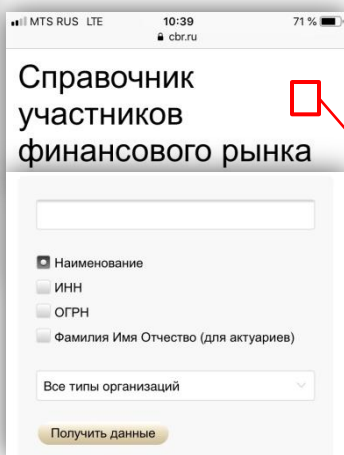 MTS RUS LTE 10:39 71 %
cbr.ru
Справочник
участников
финансового рынка
Наименование
ИНН
ОГРН
Фамилия Имя Отчество (для актуариев)
Все типы организаций
Получить данные